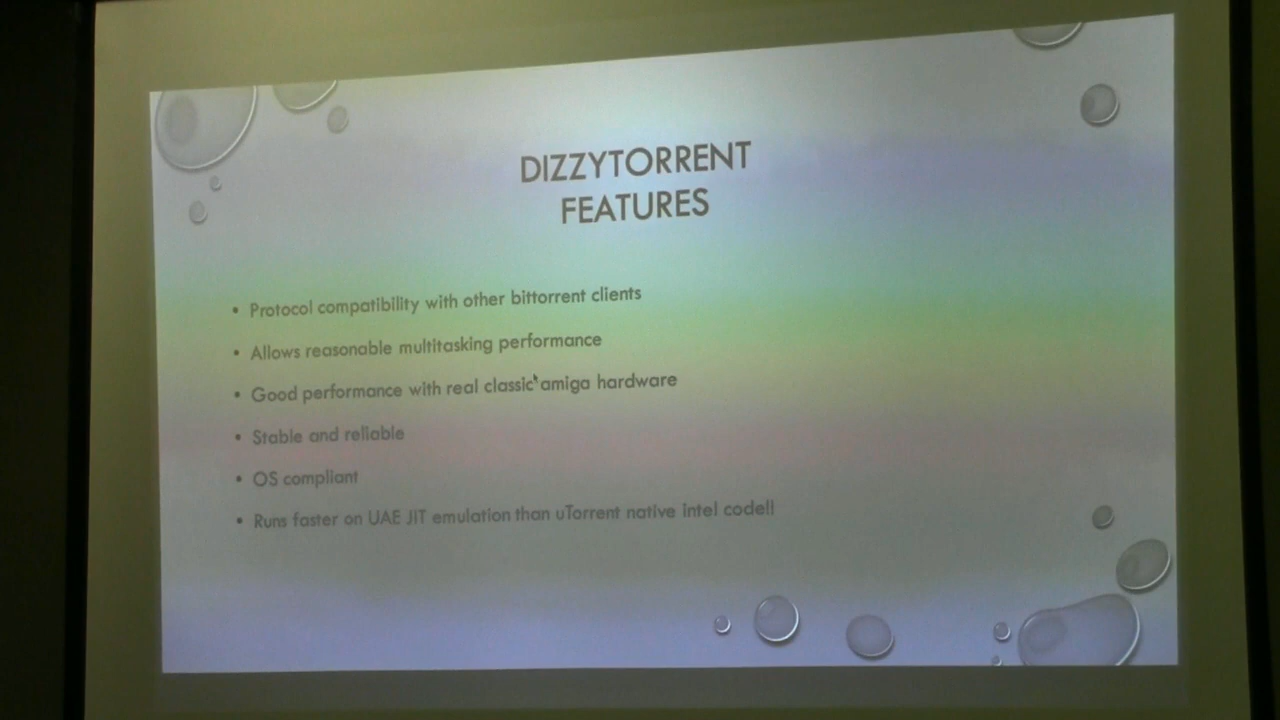 DIZZYTORRENT
FEATURES
• Protocol compatibility with other bittorrent clients
• Allows reasonable multitasking performance
• Good performance with real classic amiga hardware
• Stable and reliable
• OS compliant
• Runs faster on UAE JIT emulation than uTorrent native intel code!!